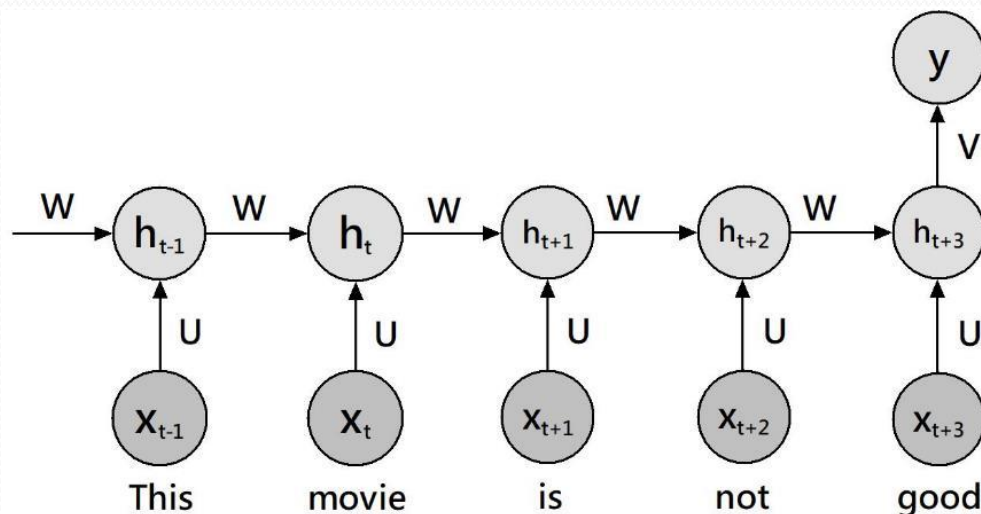 y
V
W W W W W
h_{t-1} h_t h_{t+1} h_{t+2} h_{t+3}
U U U U U
x_{t-1} x_t x_{t+1} x_{t+2} x_{t+3}
This movie is not good